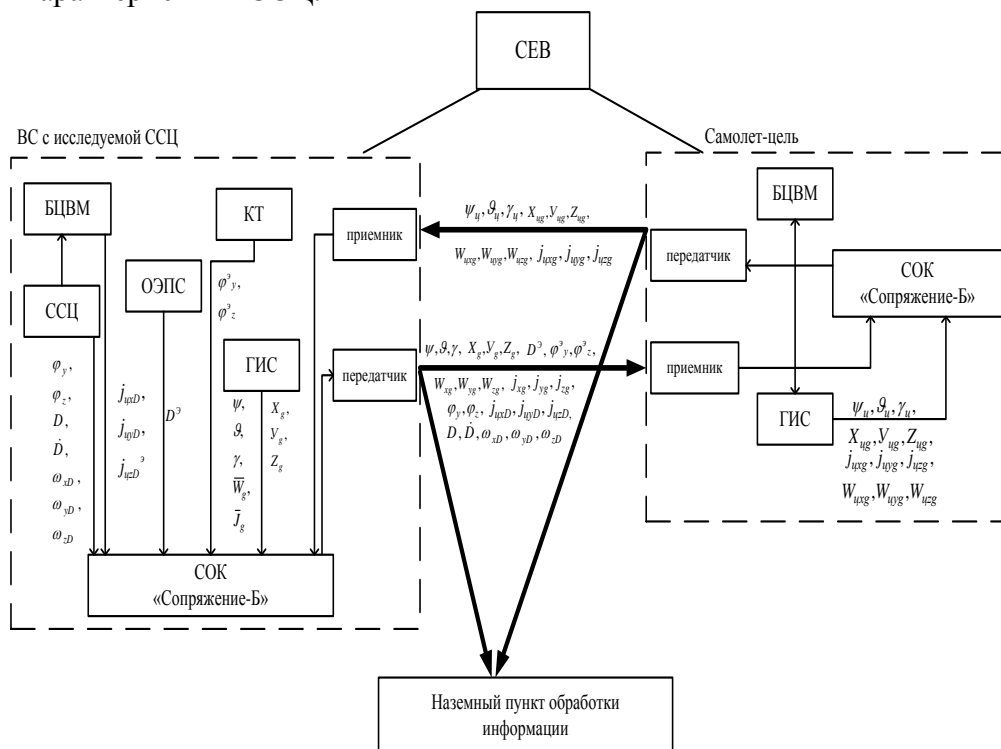 СЕВ
ВС с исследуемой ССЦ
Самолет-цель
БЦВМ
КТ
приемник
ССЦ
ОЭПС
φ^э_y,
φ^э_z
ГИС
передатчик
φ_y,
φ_z,
D,
Ḋ,
ω_xD,
ω_yD,
ω_zD
j_цxD,
j_цyD,
j_цzD^э
D^Э
ψ,
ϑ,
γ,
W̅_g,
J̅_g
X_g,
У_g,
Z_g
СОК
«Сопряжение-Б»
ψ_ц, ϑ_ц, γ_ц, X_цg, У_цg, Z_цg,
W_цxg, W_цyg, W_цzg, j_цxg, j_цyg, j_цzg
ψ, ϑ, γ, X_g, У_g, Z_g, D^Э, φ^э_y, φ^э_z,
W_xg, W_yg, W_zg, j_xg, j_yg, j_zg,
φ_y, φ_z, j_цxD, j_цyD, j_цzD,
D, Ḋ, ω_xD, ω_yD, ω_zD
БЦВМ
передатчик
СОК
«Сопряжение-Б»
приемник
ГИС
ψ_ц, ϑ_ц, γ_ц,
X_цg, У_цg, Z_цg,
j_цxg, j_цyg, j_цzg,
W_цxg, W_цyg, W_цzg
Наземный пункт обработки
информации